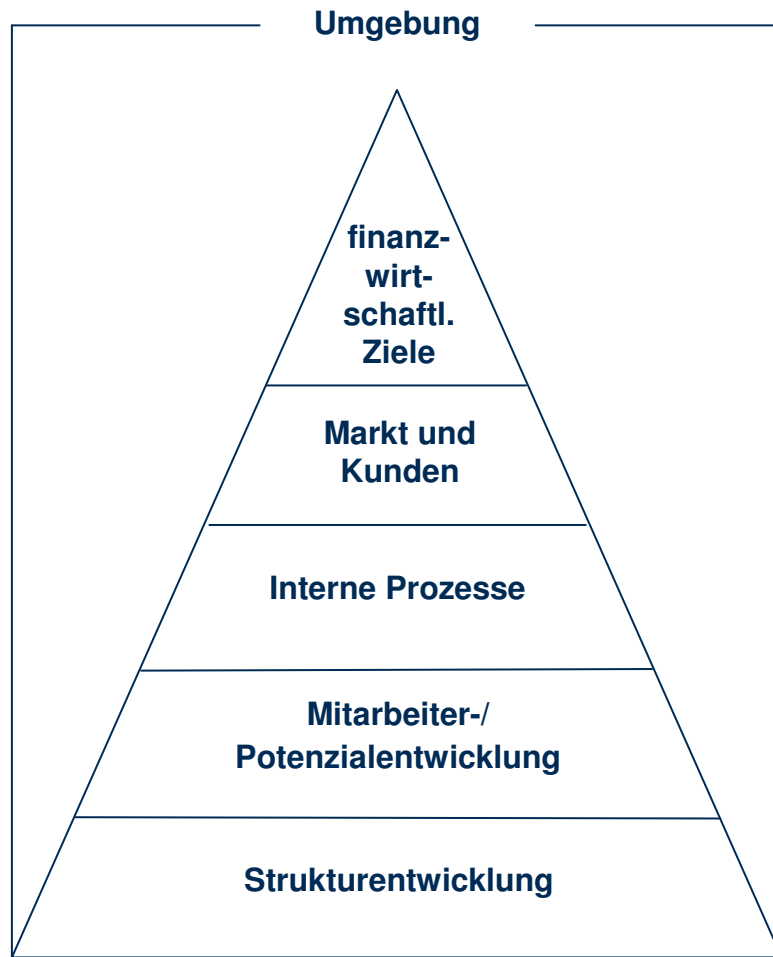 Umgebung
finanz-
wirt-
schaftl.
Ziele
Markt und
Kunden
Interne Prozesse
Mitarbeiter-/
Potenzialentwicklung
Strukturentwicklung